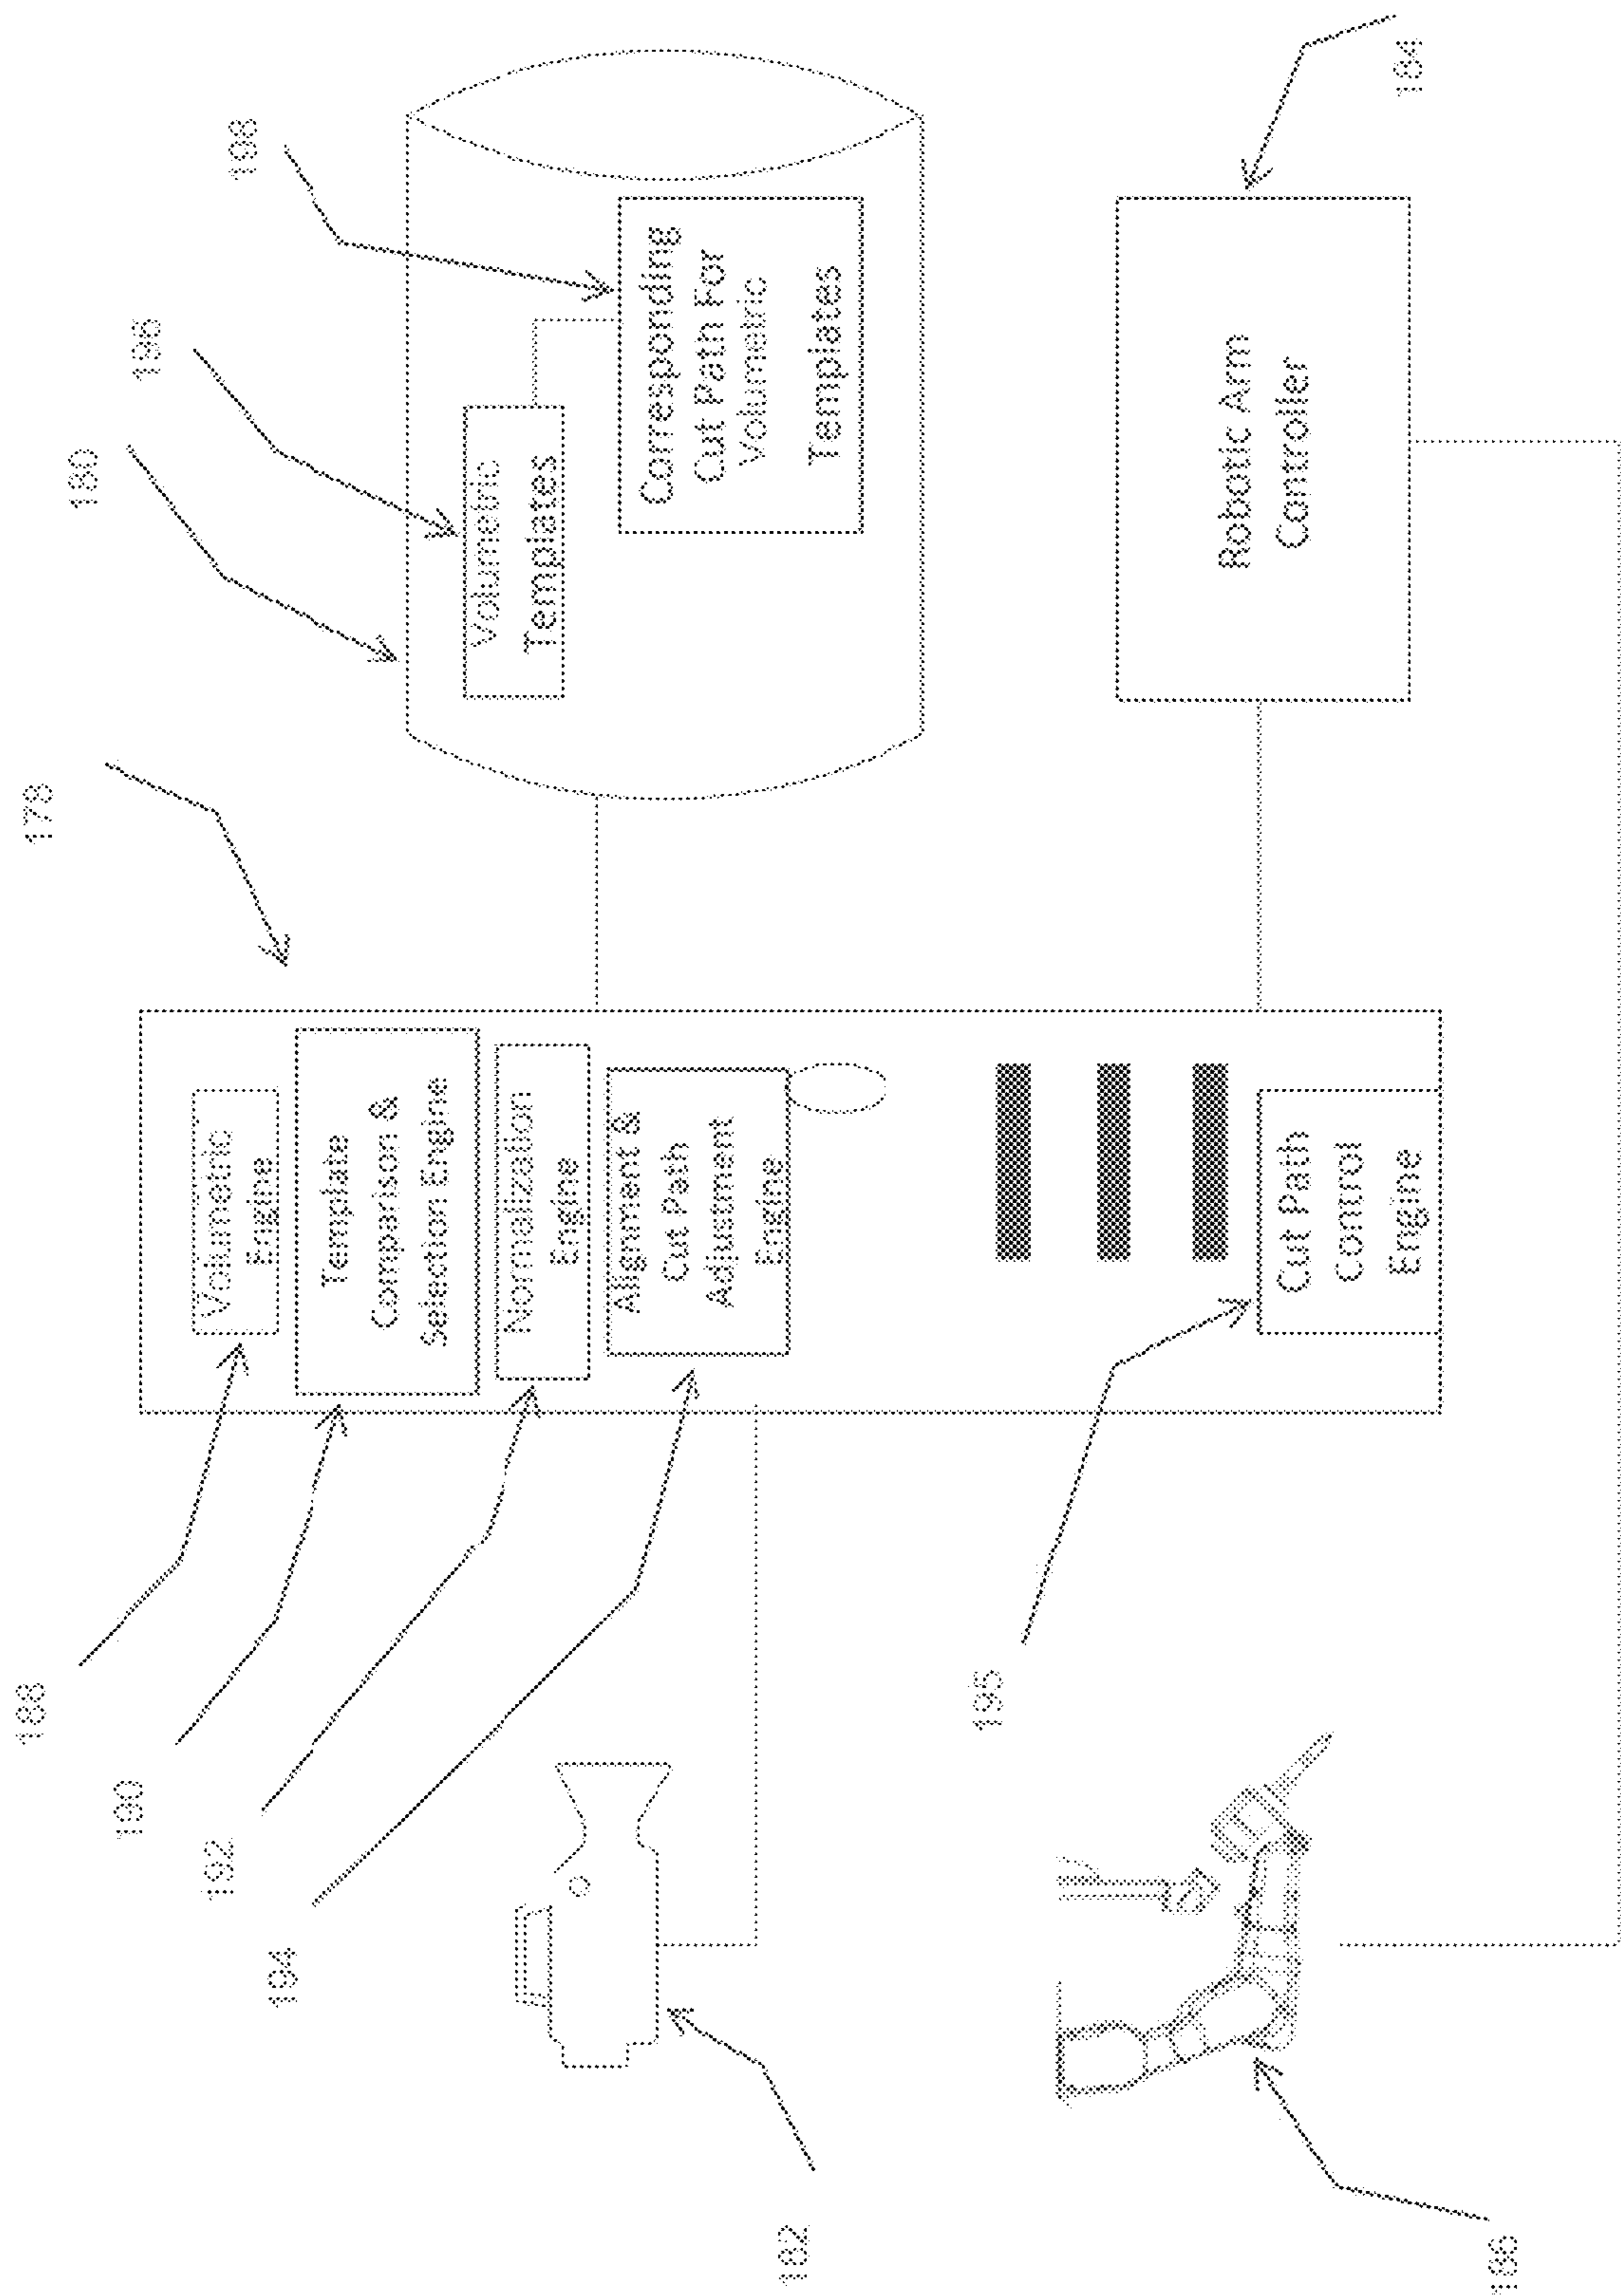 188
178
180
190
196
192
198
194
Volumetric
Engine
Template
Comparison &
Selection Engine
Normalization
Engine
Alignment &
Cut Path
Adjusment
Engine
Volumetric
Templates
Corresponding
Cut Path For
Volumetric
Templates
182
195
Cut Path
Control
Engine
Robotic Arm
Controller
184
186